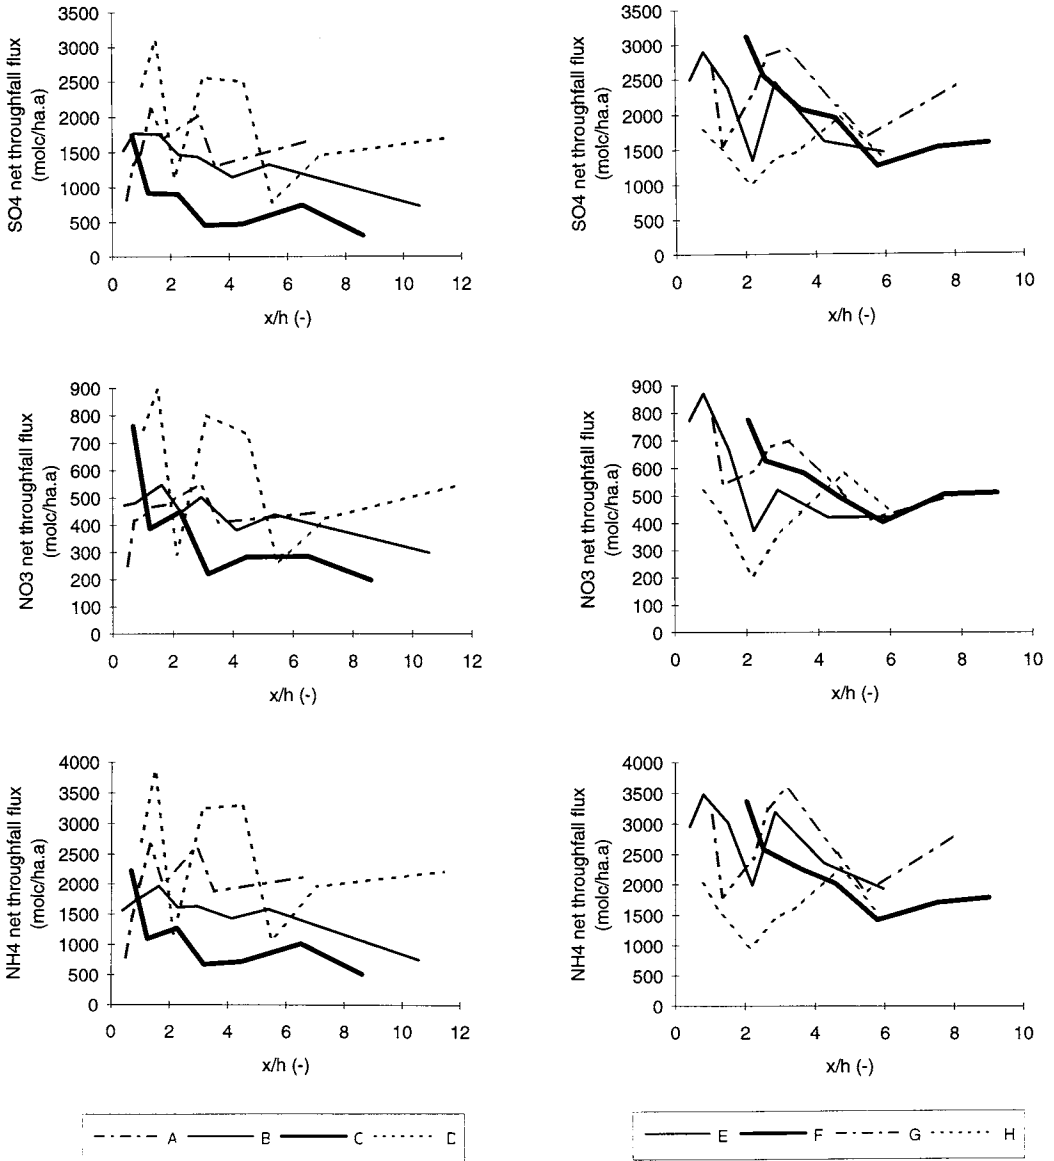 SO4 net throughfall flux
(molc/ha.a)
3500
3000
2500
2000
1500
1000
500
0
0 2 4 6 8 10 12
x/h (-)
SO4 net throughfall flux
(molc/ha.a)
3500
3000
2500
2000
1500
1000
500
0
0 2 4 6 8 10
x/h (-)
NO3 net throughfall flux
(molc/ha.a)
900
800
700
600
500
400
300
200
100
0
0 2 4 6 8 10 12
x/h (-)
NO3 net throughfall flux
(molc/ha.a)
900
800
700
600
500
400
300
200
100
0
0 2 4 6 8 10
x/h (-)
NH4 net throughfall flux
(molc/ha.a)
4000
3500
3000
2500
2000
1500
1000
500
0
0 2 4 6 8 10 12
x/h (-)
NH4 net throughfall flux
(molc/ha.a)
4000
3500
3000
2500
2000
1500
1000
500
0
0 2 4 6 8 10
x/h (-)
A B C D
E F G H